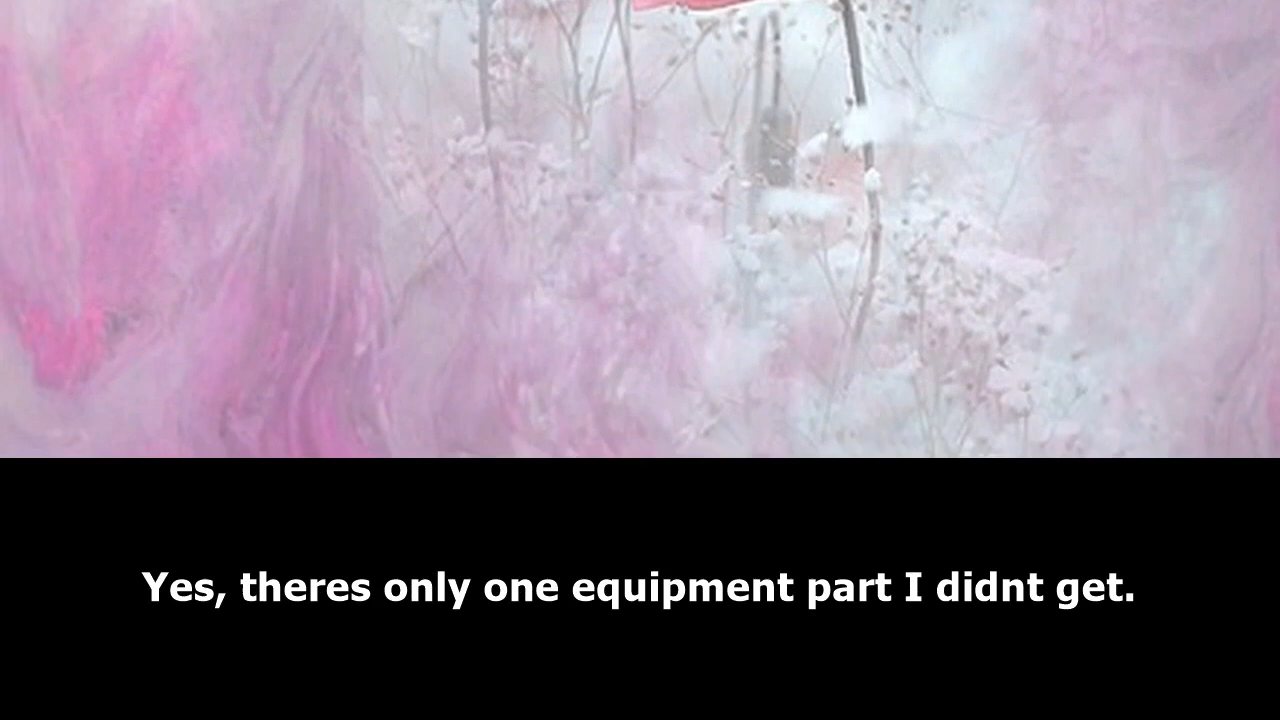 Yes, theres only one equipment part I didnt get.